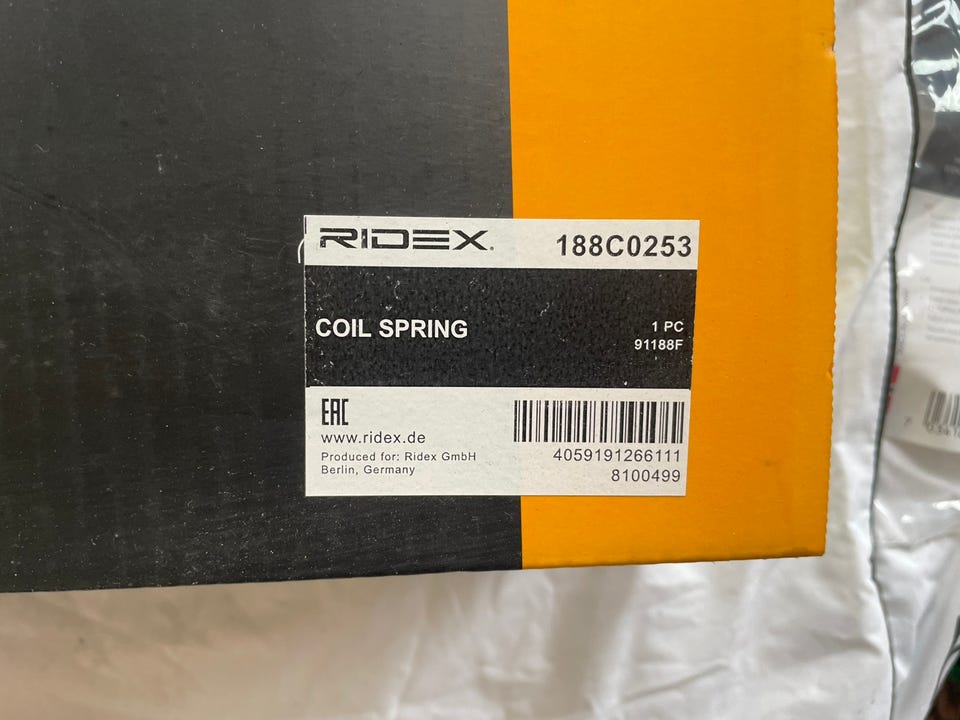 RIDEX. 188C0253
COIL SPRING
1 PC
91188F
EAC
www.ridex.de
Produced for: Ridex GmbH
Berlin, Germany
4059191266111
8100499